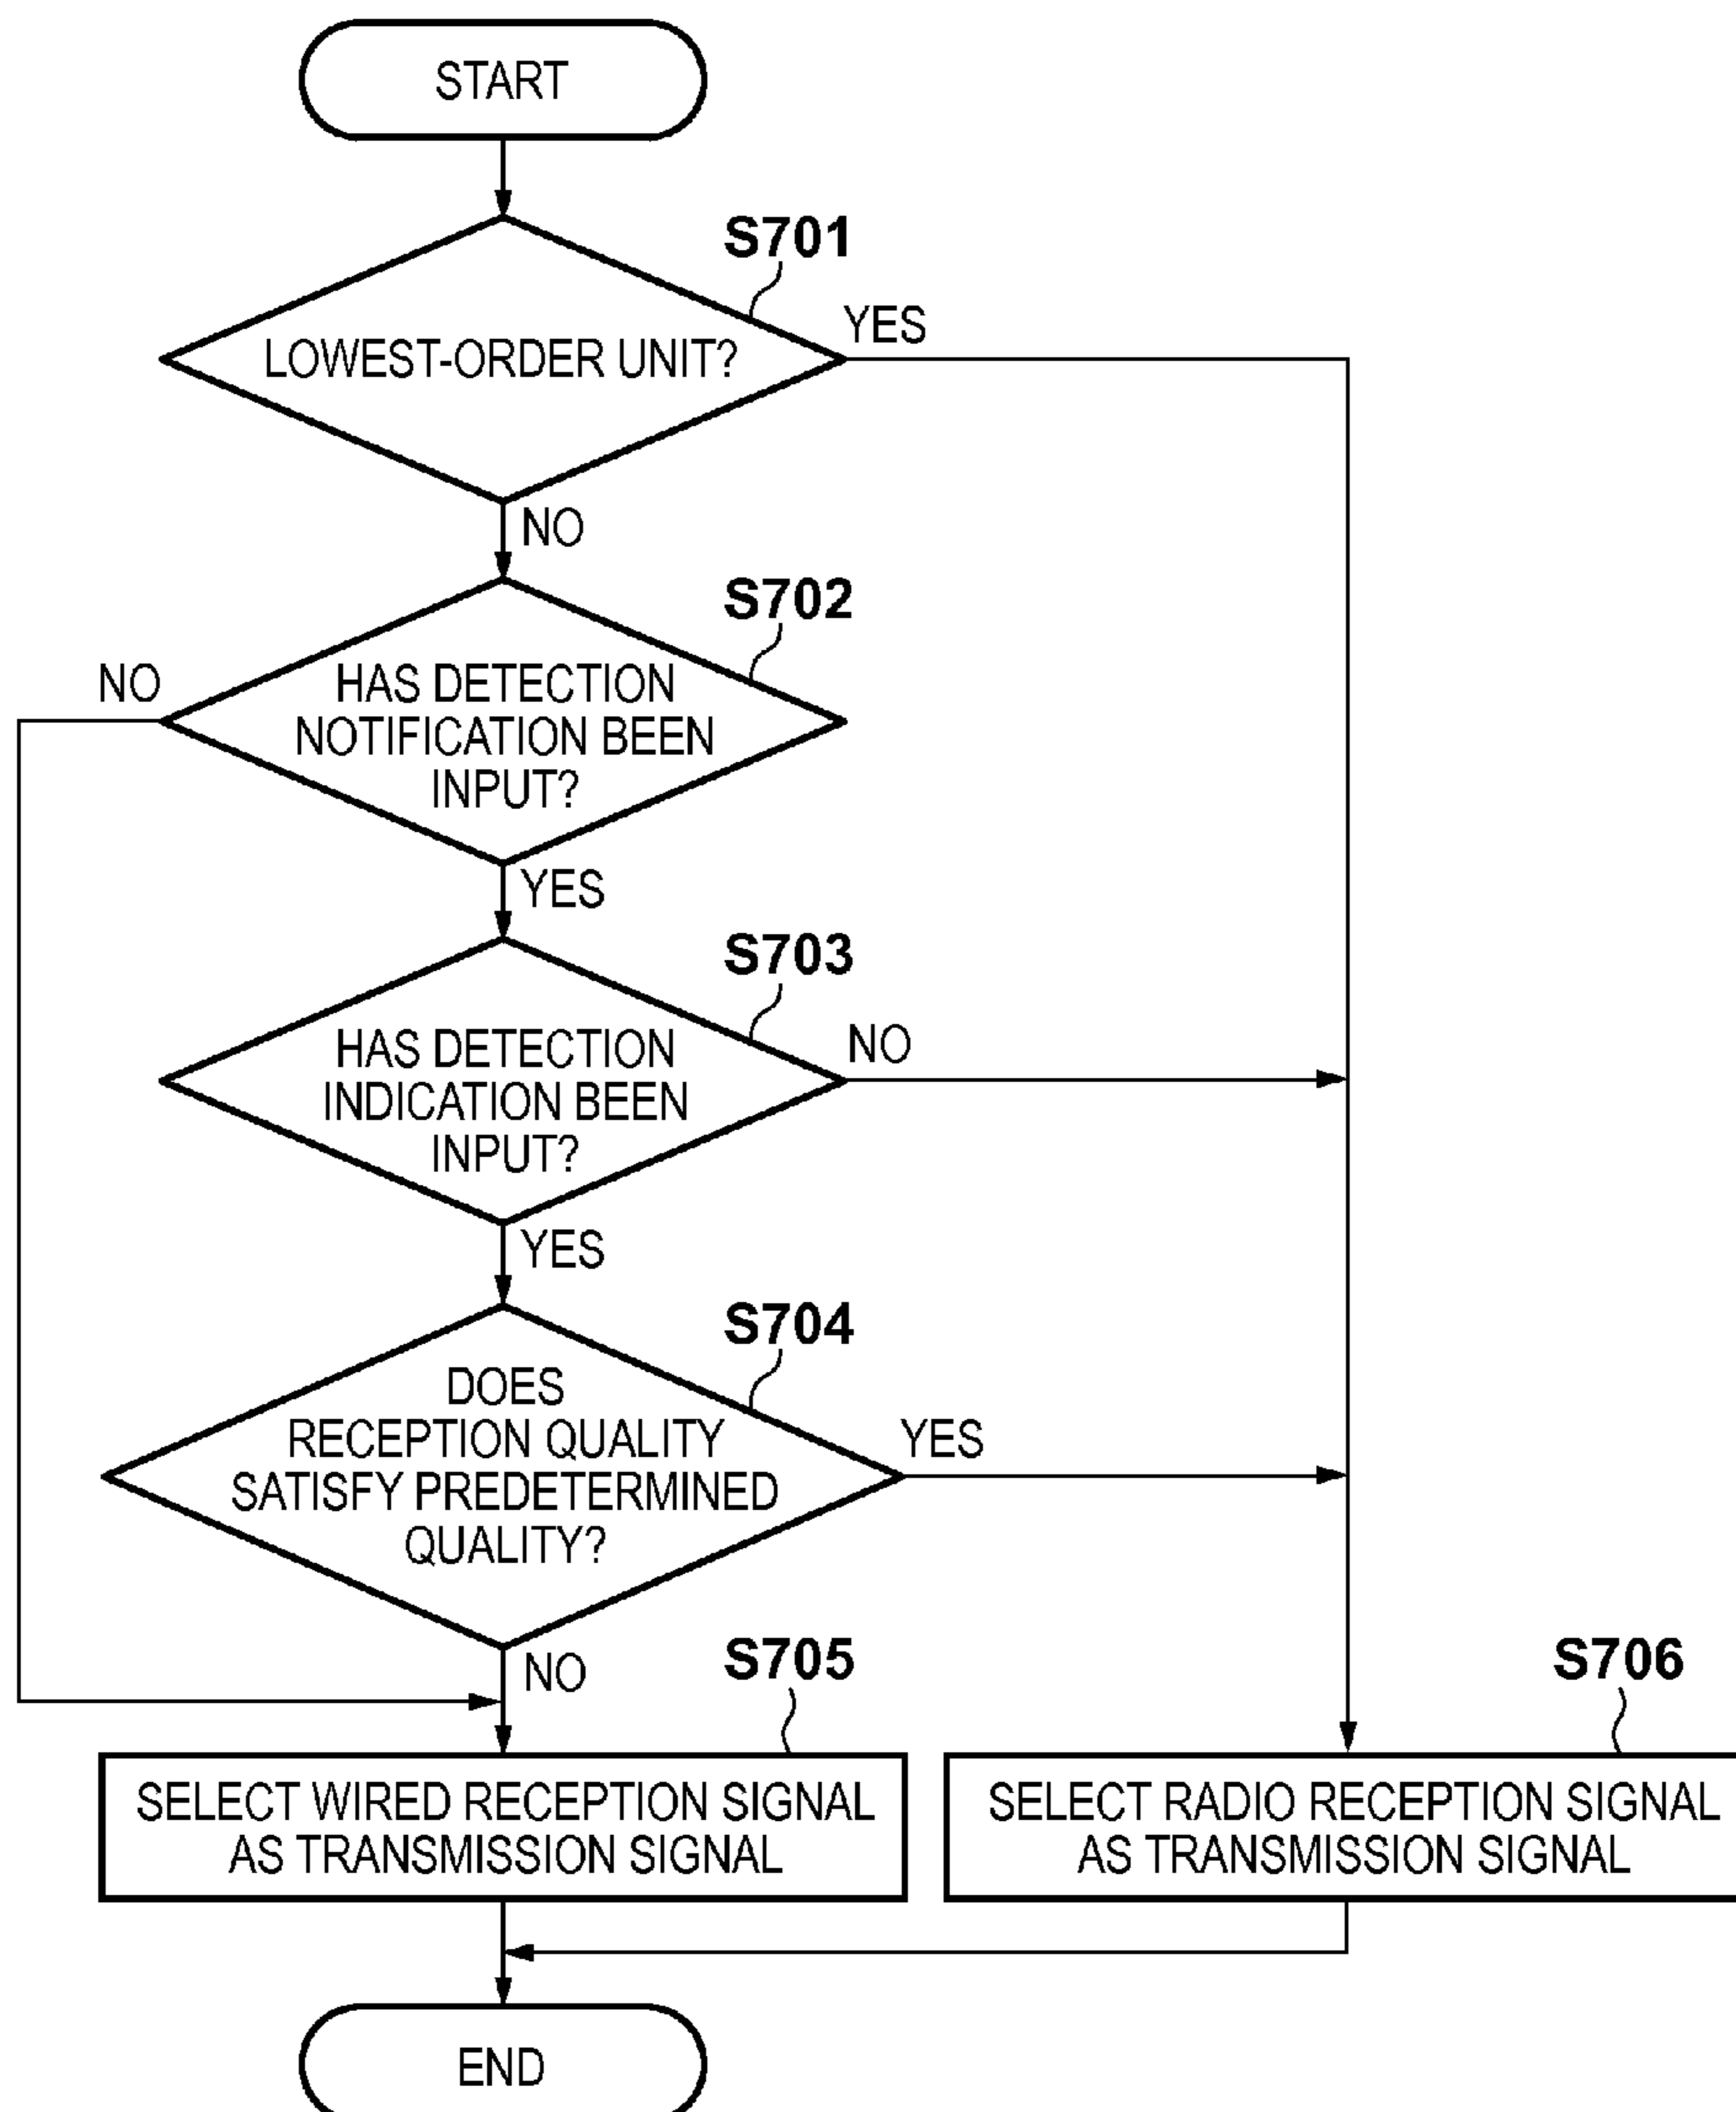 START
S701
YES
LOWEST-ORDER UNIT?
NO
S702
NO
HAS DETECTION
NOTIFICATION BEEN
INPUT?
YES
S703
NO
HAS DETECTION
INDICATION BEEN
INPUT?
YES
S704
DOES
RECEPTION QUALITY
SATISFY PREDETERMINED
QUALITY?
YES
NO
S705
S706
SELECT WIRED RECEPTION SIGNAL
AS TRANSMISSION SIGNAL
SELECT RADIO RECEPTION SIGNAL
AS TRANSMISSION SIGNAL
END